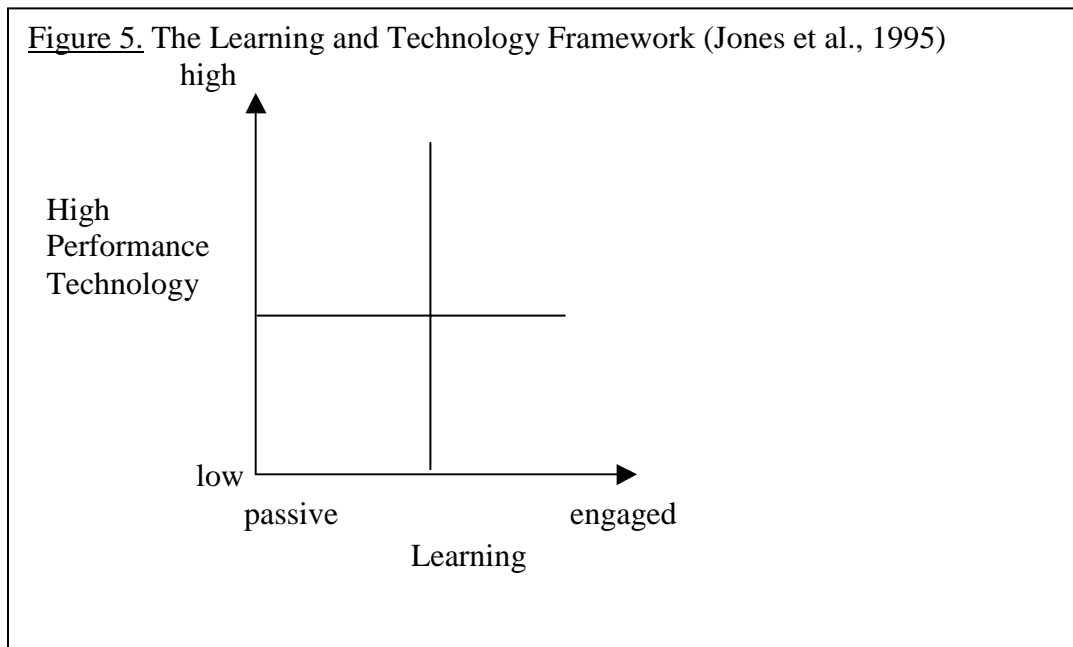 Figure 5. The Learning and Technology Framework (Jones et al., 1995)
high
High
Performance
Technology
low
passive engaged
Learning